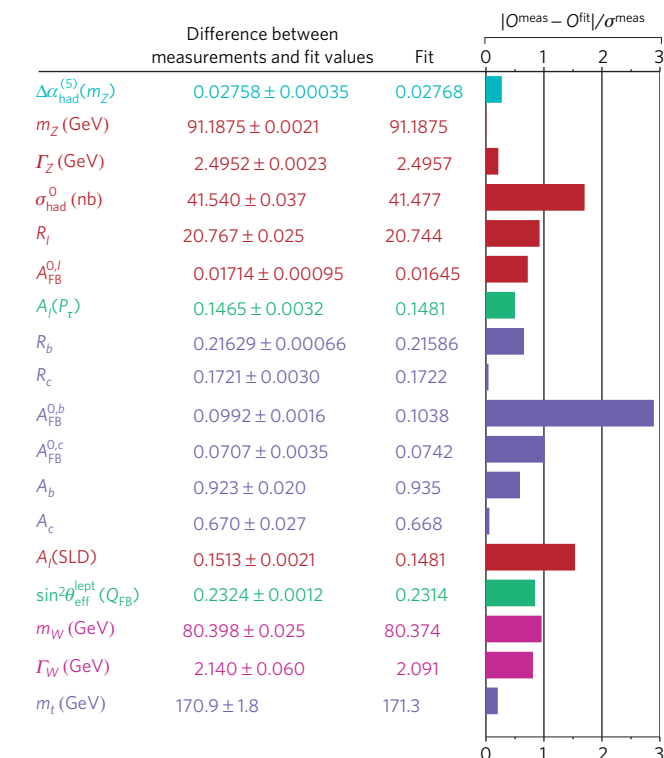 Difference between
measurements and fit values Fit |Oᵐᵉᵃˢ – Oᶠⁱᵗ|/σᵐᵉᵃˢ
0 1 2 3
Δα_had^(5)(m_Z) 0.02758 ± 0.00035 0.02768
m_Z (GeV) 91.1875 ± 0.0021 91.1875
Γ_Z (GeV) 2.4952 ± 0.0023 2.4957
σ_had^0 (nb) 41.540 ± 0.037 41.477
R_l 20.767 ± 0.025 20.744
A_FB^0,l 0.01714 ± 0.00095 0.01645
A_l(P_τ) 0.1465 ± 0.0032 0.1481
R_b 0.21629 ± 0.00066 0.21586
R_c 0.1721 ± 0.0030 0.1722
A_FB^0,b 0.0992 ± 0.0016 0.1038
A_FB^0,c 0.0707 ± 0.0035 0.0742
A_b 0.923 ± 0.020 0.935
A_c 0.670 ± 0.027 0.668
A_l(SLD) 0.1513 ± 0.0021 0.1481
sin²θ_eff^lept (Q_FB) 0.2324 ± 0.0012 0.2314
m_W (GeV) 80.398 ± 0.025 80.374
Γ_W (GeV) 2.140 ± 0.060 2.091
m_t (GeV) 170.9 ± 1.8 171.3
0 1 2 3